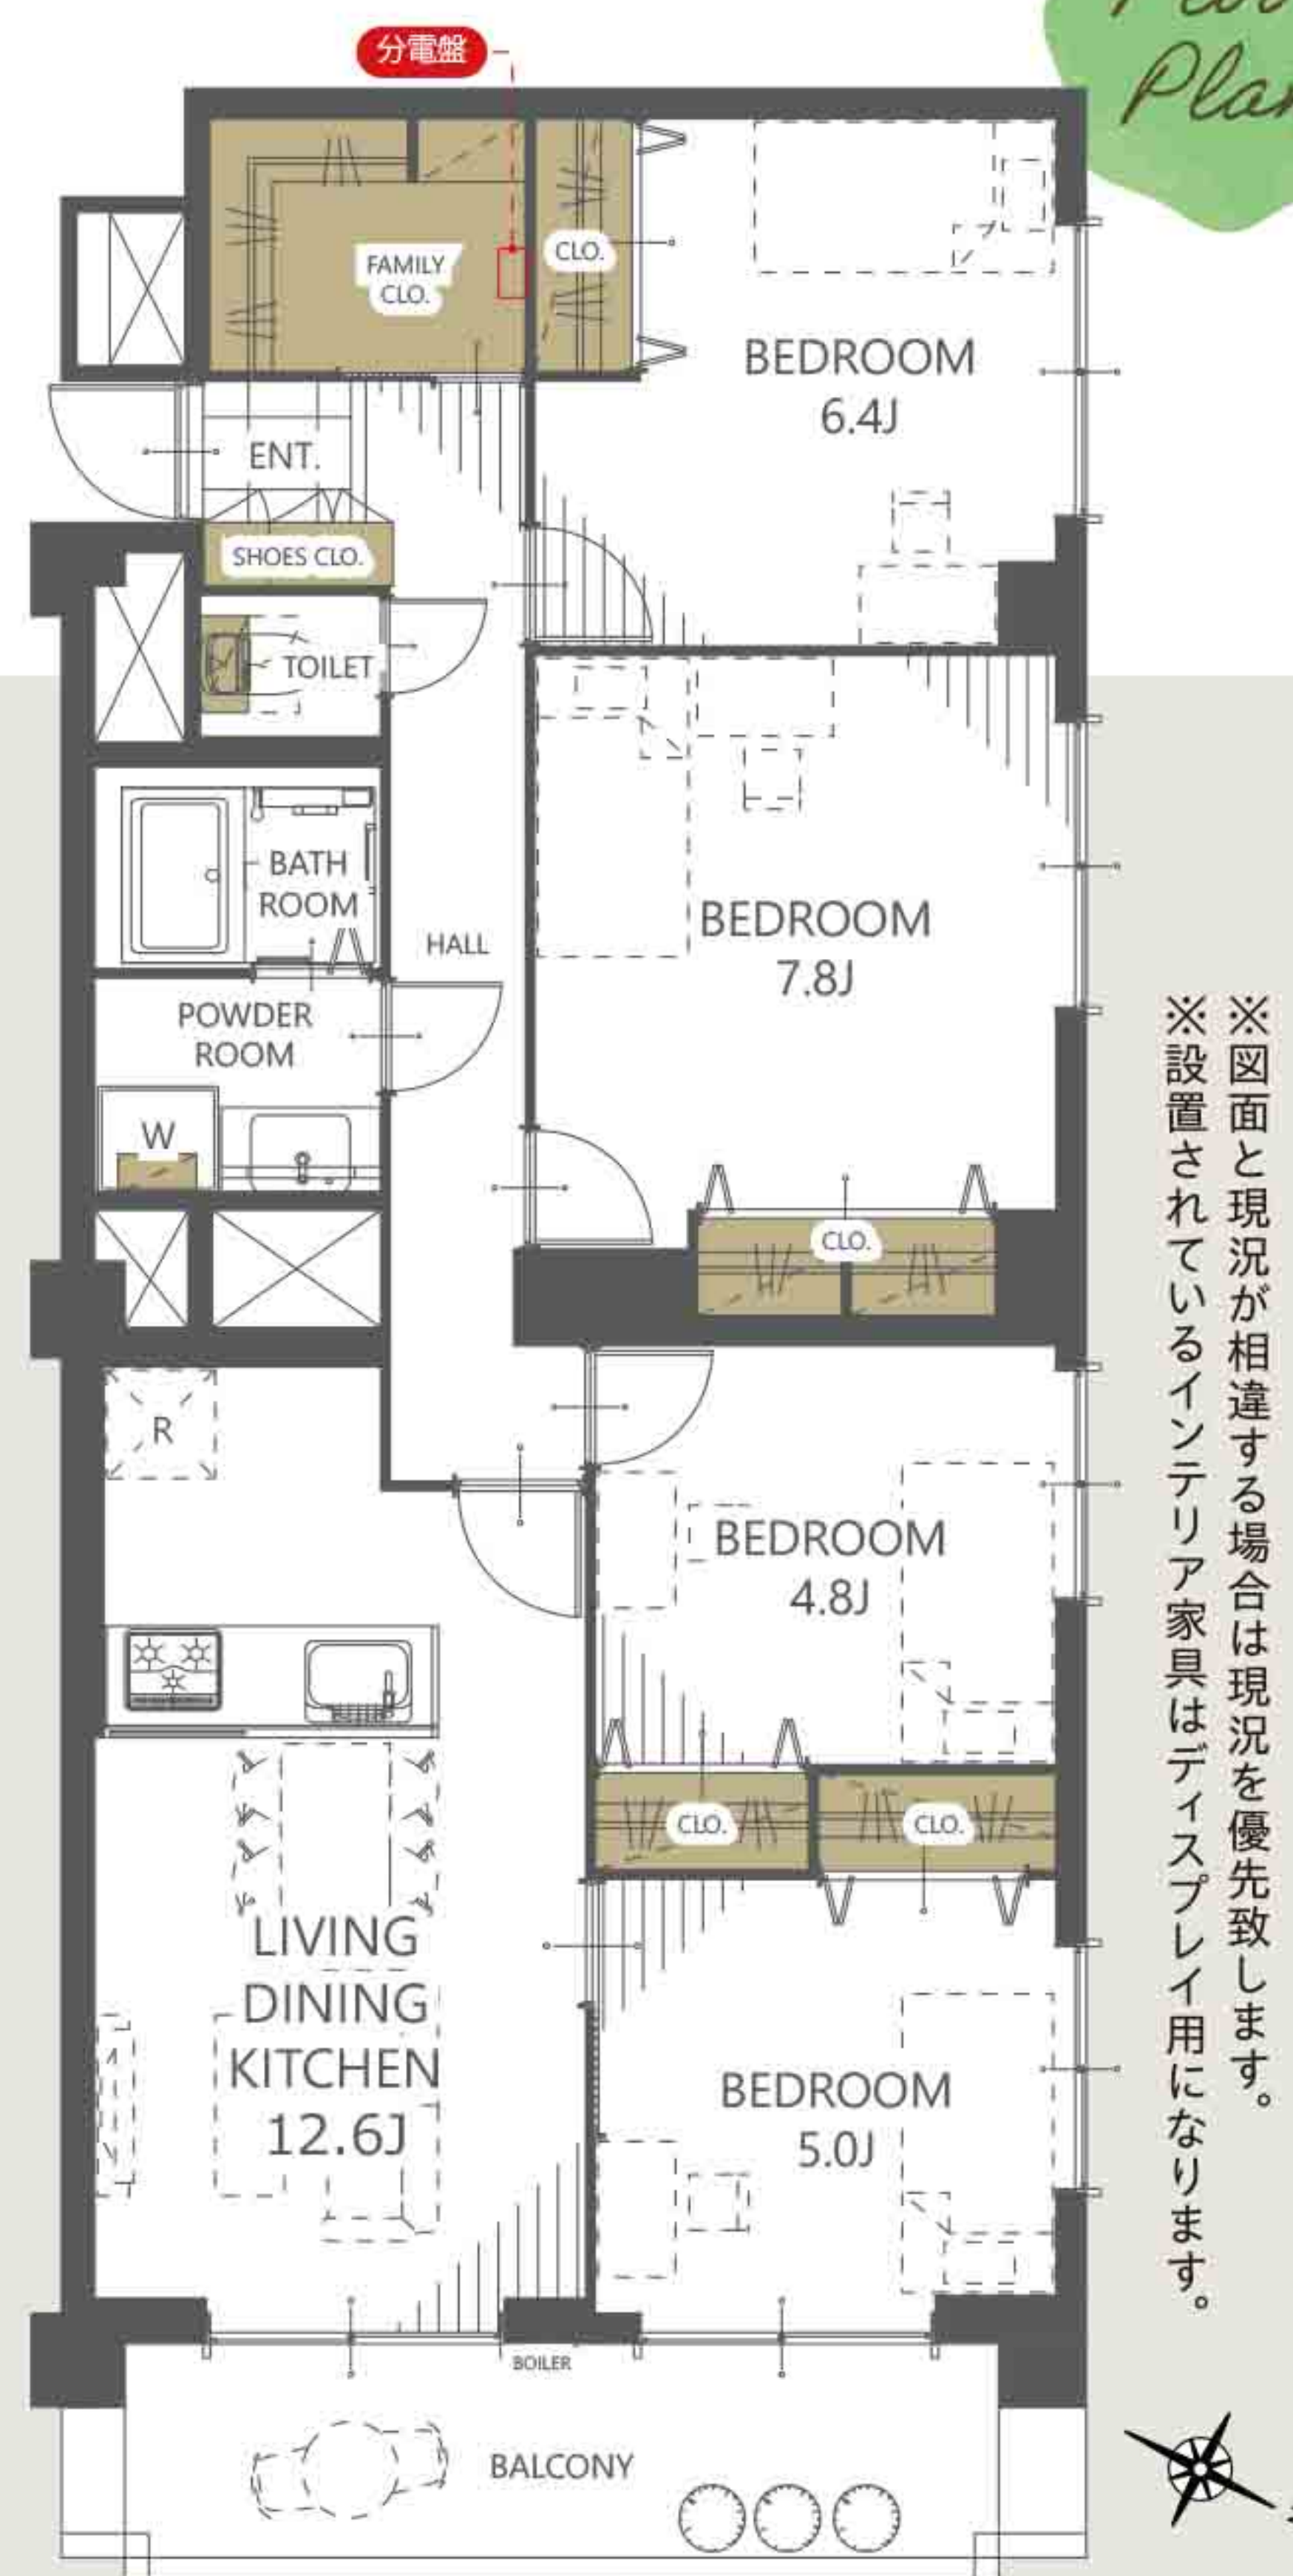 Plan
分電盤
FAMILY
CLO.
CLO.
BEDROOM
6.4J
ENT.
SHOES CLO.
TOILET
BATH
ROOM
HALL
BEDROOM
7.8J
POWDER
ROOM
W
CLO.
R
BEDROOM
4.8J
CLO.
CLO.
LIVING
DINING
KITCHEN
12.6J
BEDROOM
5.0J
BOILER
BALCONY
※図面と現況が相違する場合は現況を優先致します。
※設置されているインテリア家具はディスプレイ用になります。